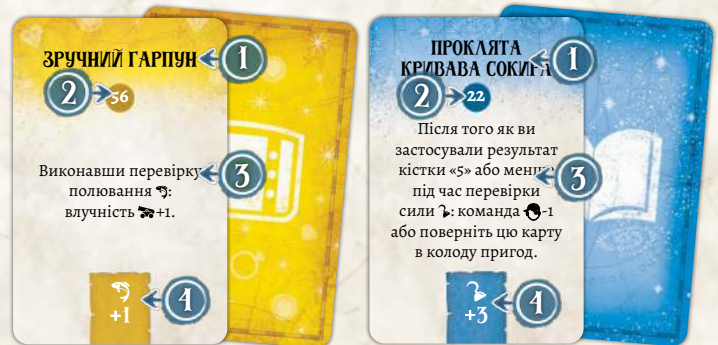 ЗРУЧНИЙ ГАРПУН
1
2
56
Виконавши перевірку
полювання :
влучність +1.
3
+1
4
ПРОКЛЯТА
КРИВАВА СОКИРА
1
2
22
Після того як ви
застосували результат
кістки «5» або менше
під час перевірки
сили : команда -1
або поверніть цю карту
в колоду пригод.
3
+3
4